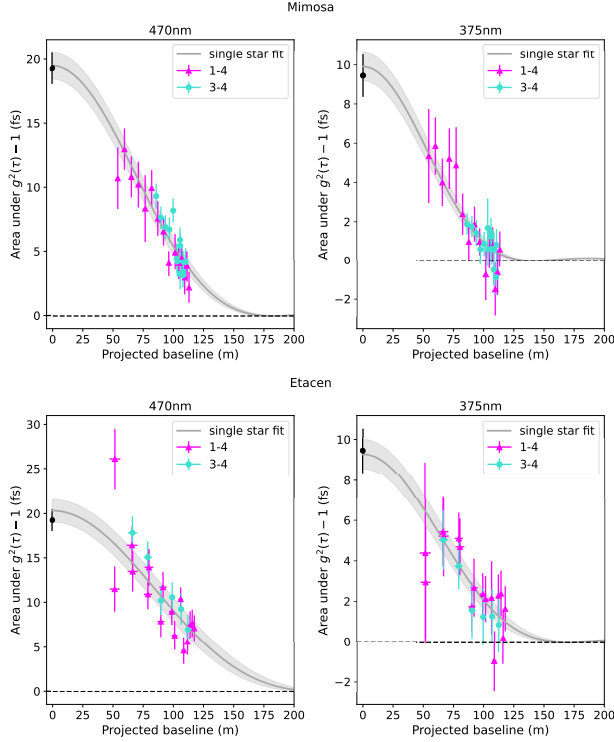 Mimosa
470nm
375nm
Area under g²(τ) − 1 (fs)
20
15
10
5
0
single star fit
1-4
3-4
0 25 50 75 100 125 150 175 200
Projected baseline (m)
Area under g²(τ) − 1 (fs)
10
8
6
4
2
0
−2
single star fit
1-4
3-4
0 25 50 75 100 125 150 175 200
Projected baseline (m)
Etacen
470nm
375nm
Area under g²(τ) − 1 (fs)
30
25
20
15
10
5
0
single star fit
1-4
3-4
0 25 50 75 100 125 150 175 200
Projected baseline (m)
Area under g²(τ) − 1 (fs)
10
8
6
4
2
0
−2
single star fit
1-4
3-4
0 25 50 75 100 125 150 175 200
Projected baseline (m)